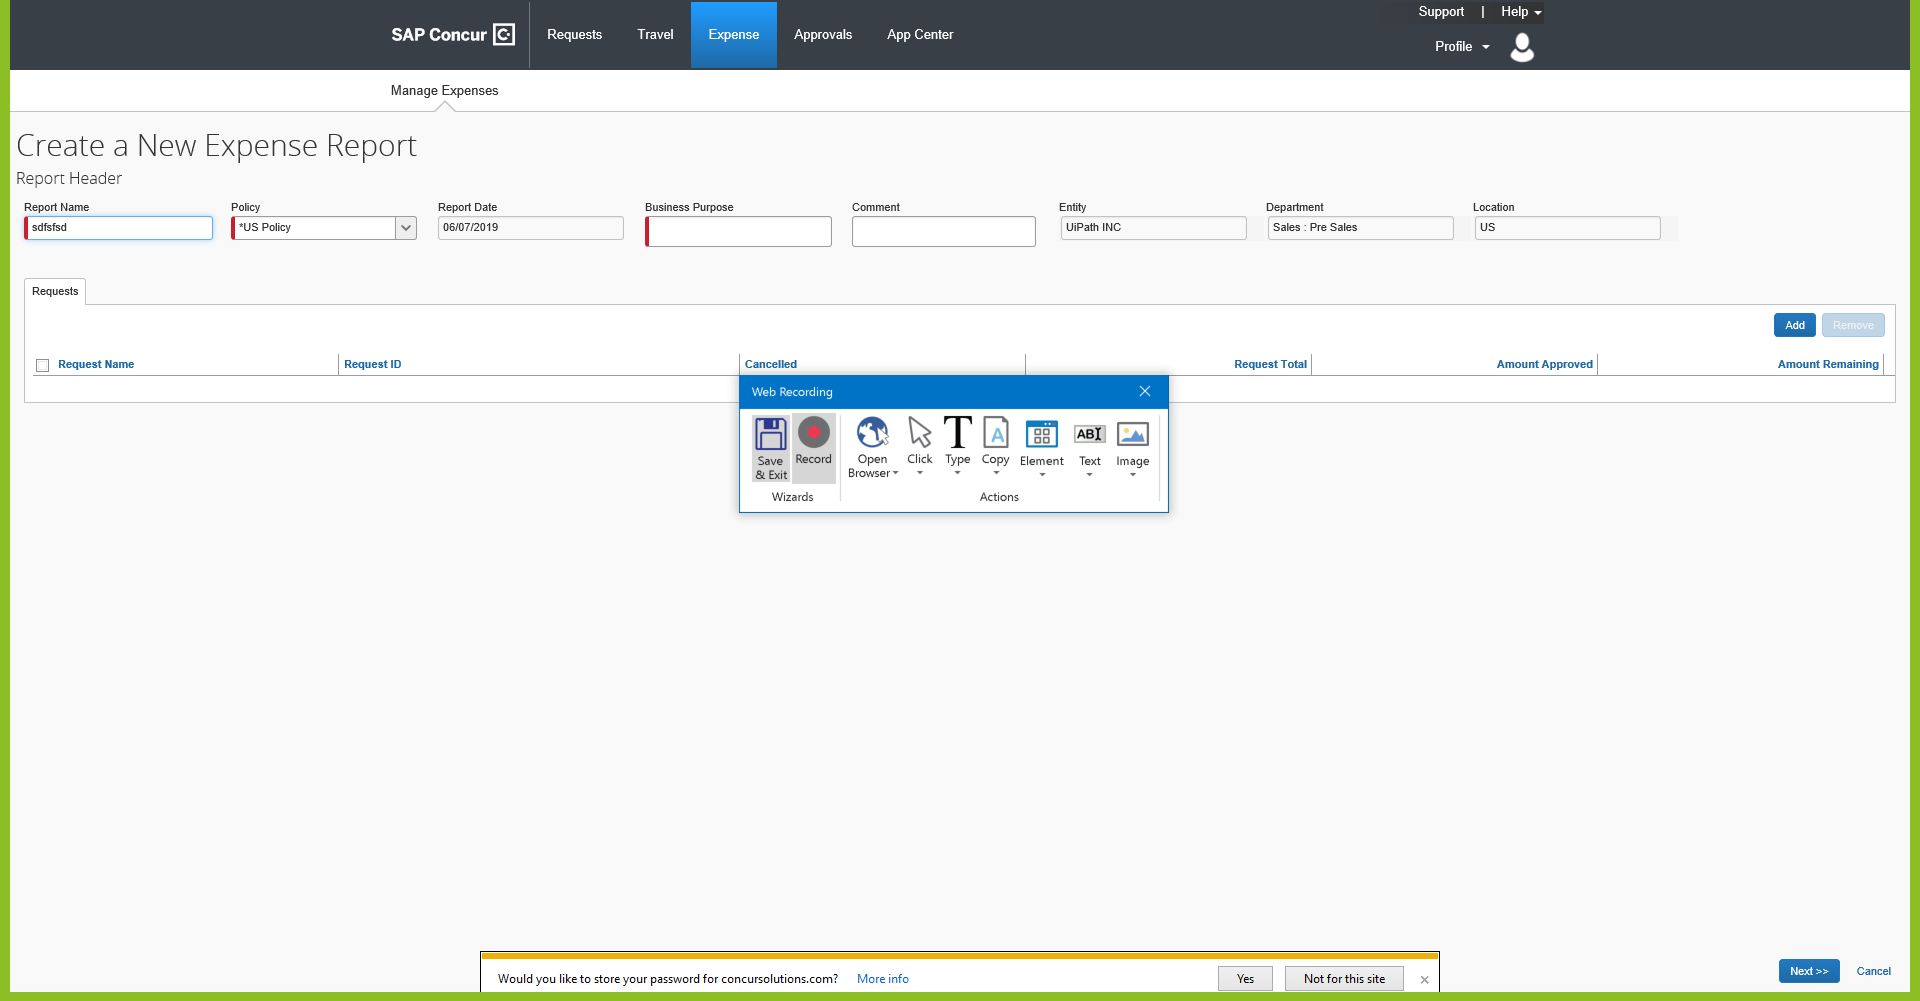 SAP Concur C Requests Travel Expense Approvals App Center Support | Help
Profile
Manage Expenses
Create a New Expense Report
Report Header
Report Name Policy Report Date Business Purpose Comment Entity Department Location
sdfsfsd *US Policy 06/07/2019 UiPath INC Sales : Pre Sales US
Requests
Add Remove
Request Name Request ID Cancelled Request Total Amount Approved Amount Remaining
Web Recording
Save & Exit Record Open Browser Click Type Copy Element Text Image
Wizards Actions
Would you like to store your password for concursolutions.com? More info Yes Not for this site
Next >> Cancel